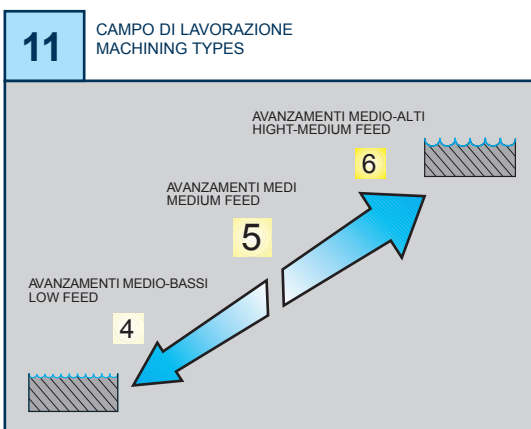 11
CAMPO DI LAVORAZIONE
MACHINING TYPES
AVANZAMENTI MEDIO-ALTI
HIGHT-MEDIUM FEED
6
AVANZAMENTI MEDI
MEDIUM FEED
5
AVANZAMENTI MEDIO-BASSI
LOW FEED
4